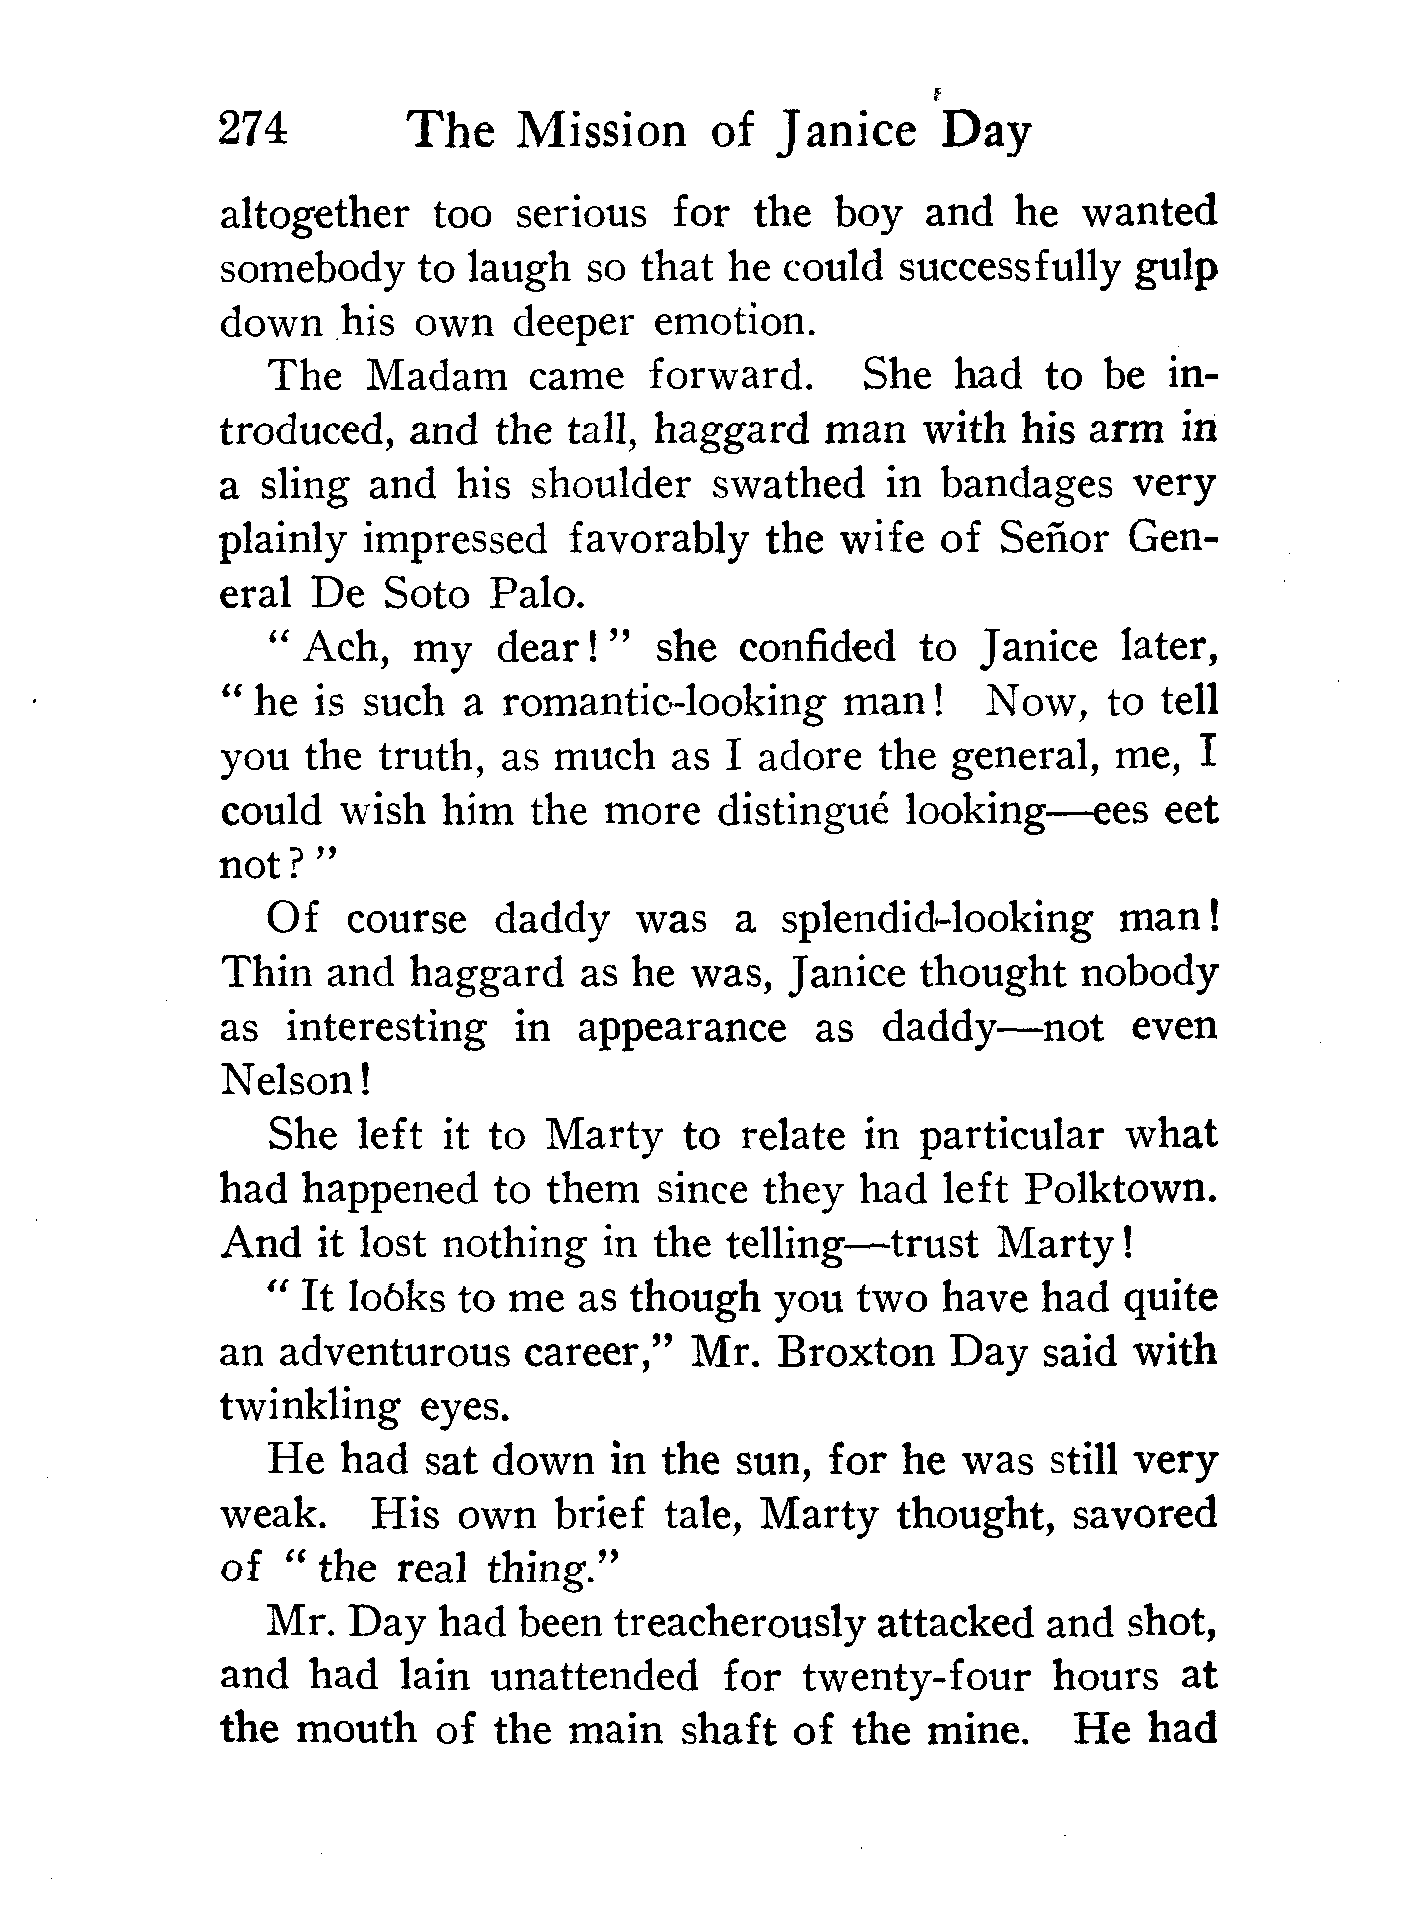 274 The Mission of Janice Day
altogether too serious for the boy and he wanted
somebody to laugh so that he could successfully gulp
down his own deeper emotion.
The Madam came forward. She had to be in-
troduced, and the tall, haggard man with his arm in
a sling and his shoulder swathed in bandages very
plainly impressed favorably the wife of Señor Gen-
eral De Soto Palo.
" Ach, my dear! " she confided to Janice later,
" he is such a romantic-looking man! Now, to tell
you the truth, as much as I adore the general, me, I
could wish him the more distingué looking—ees eet
not? "
Of course daddy was a splendid-looking man!
Thin and haggard as he was, Janice thought nobody
as interesting in appearance as daddy—not even
Nelson!
She left it to Marty to relate in particular what
had happened to them since they had left Polktown.
And it lost nothing in the telling—trust Marty!
" It looks to me as though you two have had quite
an adventurous career," Mr. Broxton Day said with
twinkling eyes.
He had sat down in the sun, for he was still very
weak. His own brief tale, Marty thought, savored
of " the real thing."
Mr. Day had been treacherously attacked and shot,
and had lain unattended for twenty-four hours at
the mouth of the main shaft of the mine. He had